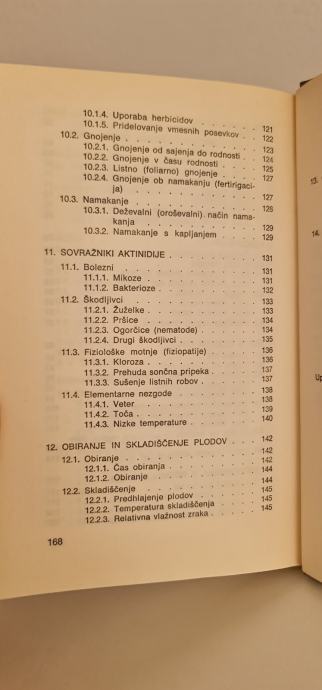 10.1.4. Uporaba herbicidov . . . . . . 121
10.1.5. Pridelovanje vmesnih posevkov . . 122
10.2. Gnojenje . . . . . . . . . . . 123
10.2.1. Gnojenje od sajenja do rodnosti . 124
10.2.2. Gnojenje v času rodnosti . . . . 125
10.2.3. Listno (foliarno) gnojenje . . . . 127
10.2.4. Gnojenje ob namakanju (fertirigaci-
ja) . . . . . . . . . . . 127
10.3. Namakanje . . . . . . . . . . 128
10.3.1. Deževalni (oroševalni) način nama-
kanja . . . . . . . . . . 129
10.3.2. Namakanje s kapljanjem . . . . . 129
11. SOVRAŽNIKI AKTINIDIJE . . . . . . . . 131
11.1. Bolezni . . . . . . . . . . . 131
11.1.1. Mikoze . . . . . . . . . 131
11.1.2. Bakterioze . . . . . . . . 132
11.2. Škodljivci . . . . . . . . . . 133
11.2.1. Žuželke . . . . . . . . . 133
11.2.2. Pršice . . . . . . . . . . 134
11.2.3. Ogorčice (nematode) . . . . . 134
11.2.4. Drugi škodljivci . . . . . . . 135
11.3. Fiziološke motnje (fiziopatije) . . . . 136
11.3.1. Kloroza . . . . . . . . . 136
11.3.2. Prehuda sončna pripeka . . . . 137
11.3.3. Sušenje listnih robov . . . . . 137
11.4. Elementarne nezgode . . . . . . . 138
11.4.1. Veter . . . . . . . . . . 138
11.4.2. Toča . . . . . . . . . . 139
11.4.3. Nizke temperature . . . . . . 140
12. OBIRANJE IN SKLADIŠČENJE PLODOV . . . 142
12.1. Obiranje . . . . . . . . . . . 142
12.1.1. Čas obiranja . . . . . . . . 142
12.1.2. Obiranje . . . . . . . . . 144
12.2. Skladiščenje . . . . . . . . . 144
12.2.1. Predhlajenje plodov . . . . . 145
12.2.2. Temperatura skladiščenja . . . . 145
12.2.3. Relativna vlažnost zraka . . . . 145
168
13.
14.